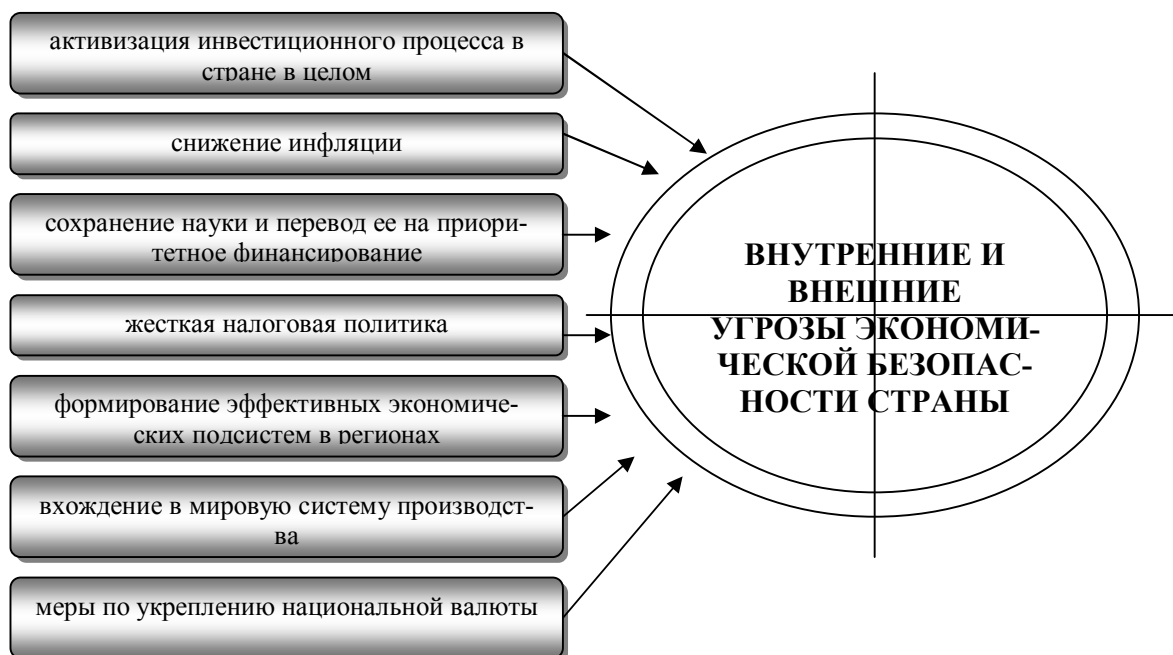 активизация инвестиционного процесса в
стране в целом
снижение инфляции
сохранение науки и перевод ее на приори-
тетное финансирование
жесткая налоговая политика
формирование эффективных экономиче-
ских подсистем в регионах
вхождение в мировую систему производст-
ва
меры по укреплению национальной валюты
ВНУТРЕННИЕ И
ВНЕШНИЕ
УГРОЗЫ ЭКОНОМИ-
ЧЕСКОЙ БЕЗОПАС-
НОСТИ СТРАНЫ